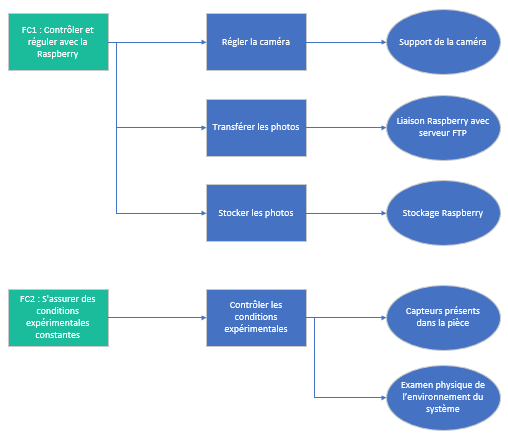 FC1 : Contrôler et
réguler avec la
Raspberry
Régler la caméra
Support de la caméra
Transférer les photos
Liaison Raspberry avec
serveur FTP
Stocker les photos
Stockage Raspberry
FC2 : S'assurer des
conditions
expérimentales
constantes
Contrôler les
conditions
expérimentales
Capteurs présents
dans la pièce
Examen physique de
l'environnement du
système